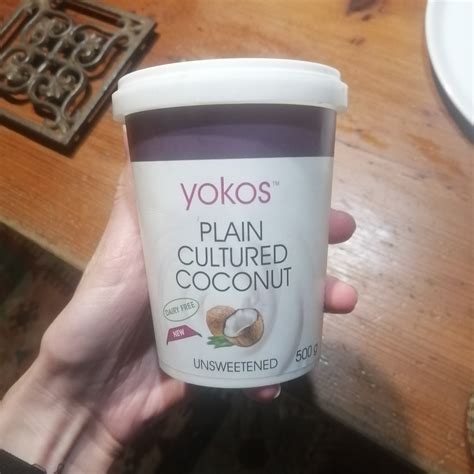 yokos™
PLAIN
CULTURED
COCONUT
DAIRY FREE
NEW
UNSWEETENED
500 g